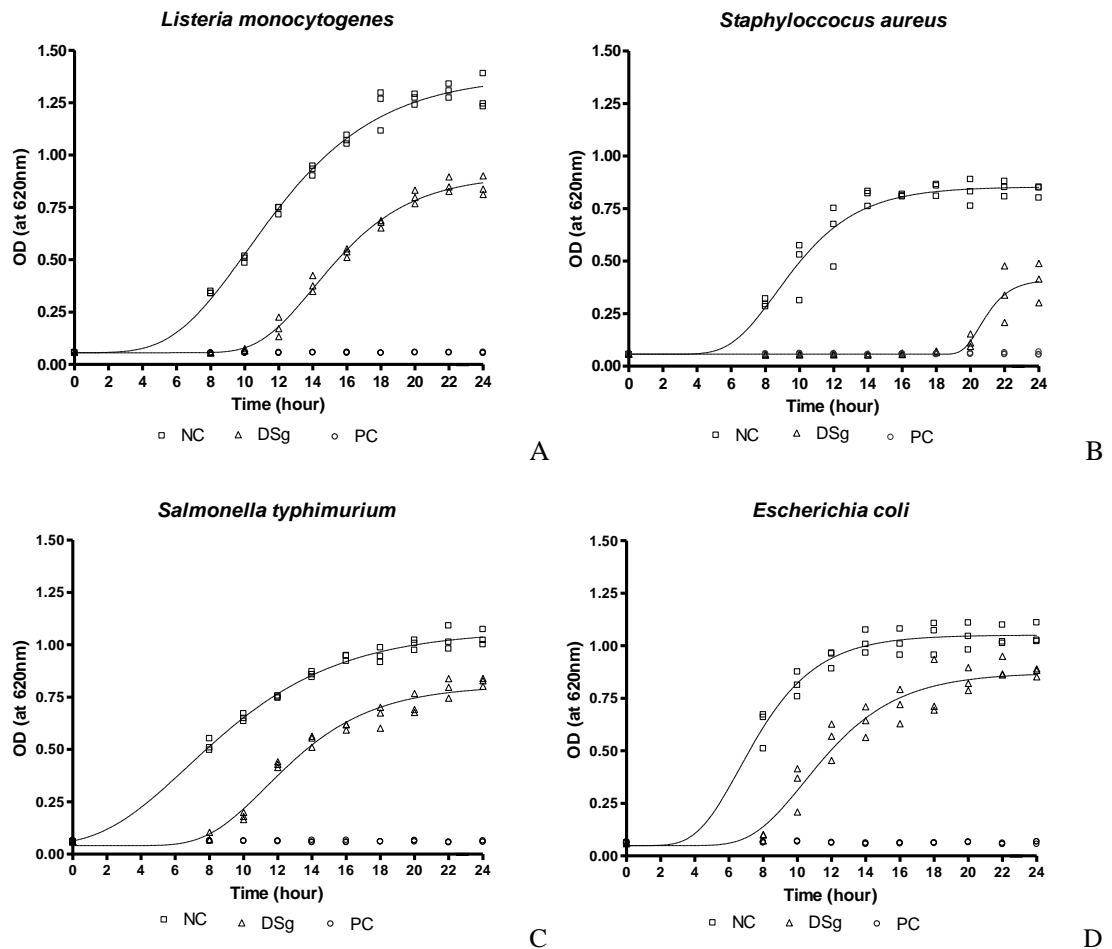 Listeria monocytogenes
OD (at 620nm)
1.50
1.25
1.00
0.75
0.50
0.25
0.00
0 2 4 6 8 10 12 14 16 18 20 22 24
Time (hour)
NC DSg PC
A
Staphyloccocus aureus
OD (at 620nm)
1.50
1.25
1.00
0.75
0.50
0.25
0.00
0 2 4 6 8 10 12 14 16 18 20 22 24
Time (hour)
NC DSg PC
B
Salmonella typhimurium
OD (at 620nm)
1.50
1.25
1.00
0.75
0.50
0.25
0.00
0 2 4 6 8 10 12 14 16 18 20 22 24
Time (hour)
NC DSg PC
C
Escherichia coli
OD (at 620nm)
1.50
1.25
1.00
0.75
0.50
0.25
0.00
0 2 4 6 8 10 12 14 16 18 20 22 24
Time (hour)
NC DSg PC
D